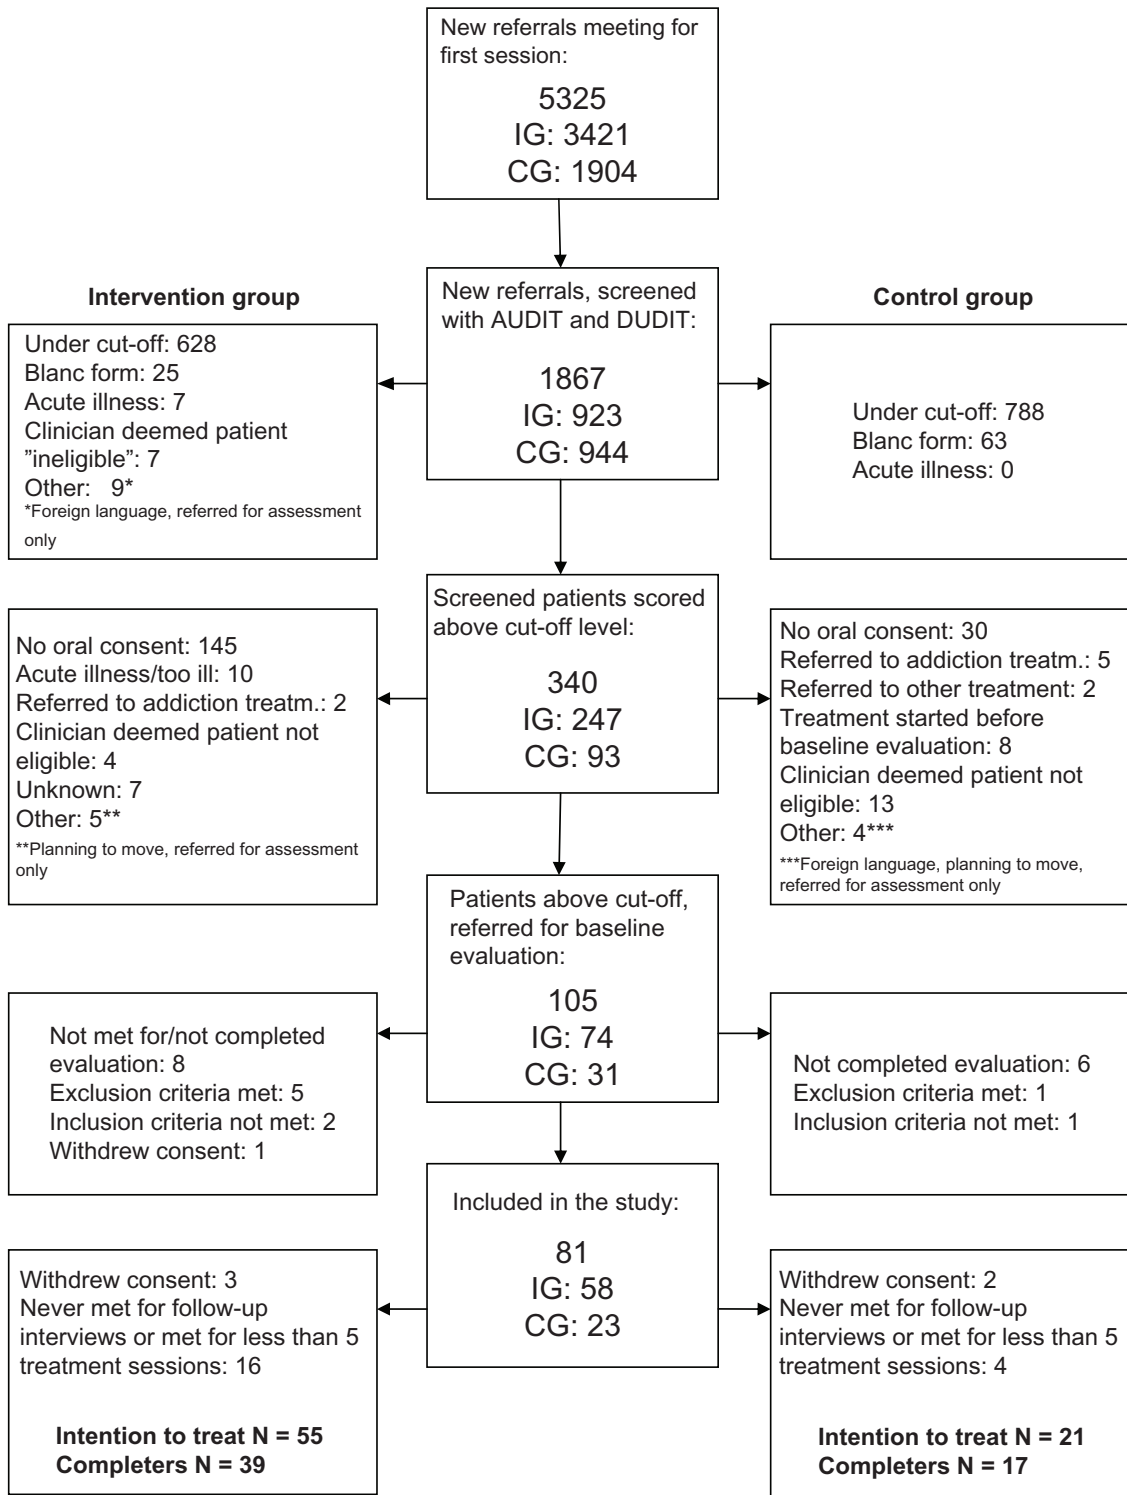 New referrals meeting for
first session:
5325
IG: 3421
CG: 1904
Intervention group
Control group
New referrals, screened
with AUDIT and DUDIT:
1867
IG: 923
CG: 944
Under cut-off: 628
Blanc form: 25
Acute illness: 7
Clinician deemed patient
”ineligible”: 7
Other: 9*
*Foreign language, referred for assessment
only
Under cut-off: 788
Blanc form: 63
Acute illness: 0
Screened patients scored
above cut-off level:
340
IG: 247
CG: 93
No oral consent: 145
Acute illness/too ill: 10
Referred to addiction treatm.: 2
Clinician deemed patient not
eligible: 4
Unknown: 7
Other: 5**
**Planning to move, referred for assessment
only
No oral consent: 30
Referred to addiction treatm.: 5
Referred to other treatment: 2
Treatment started before
baseline evaluation: 8
Clinician deemed patient not
eligible: 13
Other: 4***
***Foreign language, planning to move,
referred for assessment only
Patients above cut-off,
referred for baseline
evaluation:
105
IG: 74
CG: 31
Not met for/not completed
evaluation: 8
Exclusion criteria met: 5
Inclusion criteria not met: 2
Withdrew consent: 1
Not completed evaluation: 6
Exclusion criteria met: 1
Inclusion criteria not met: 1
Included in the study:
81
IG: 58
CG: 23
Withdrew consent: 3
Never met for follow-up
interviews or met for less than 5
treatment sessions: 16
Intention to treat N = 55
Completers N = 39
Withdrew consent: 2
Never met for follow-up
interviews or met for less than 5
treatment sessions: 4
Intention to treat N = 21
Completers N = 17